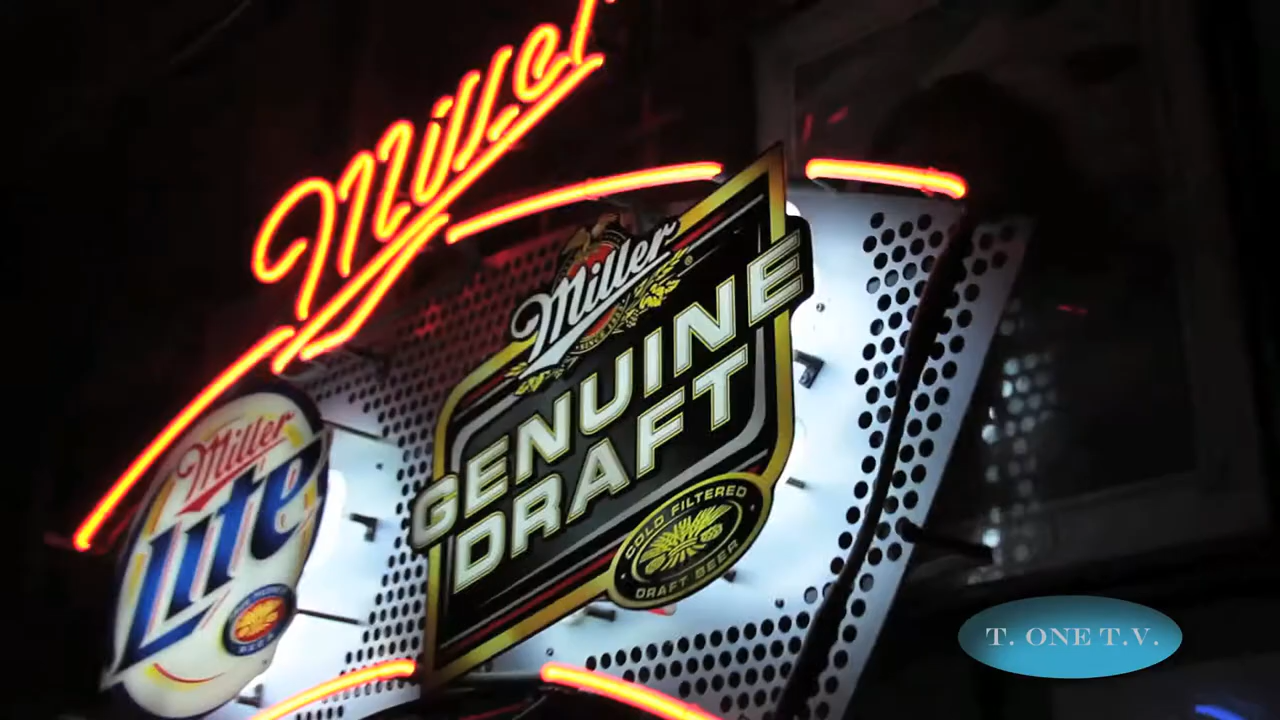 Miller
Miller
GENUINE
DRAFT
COLD FILTERED
DRAFT BEER
Miller
Lite
T. ONE T.V.